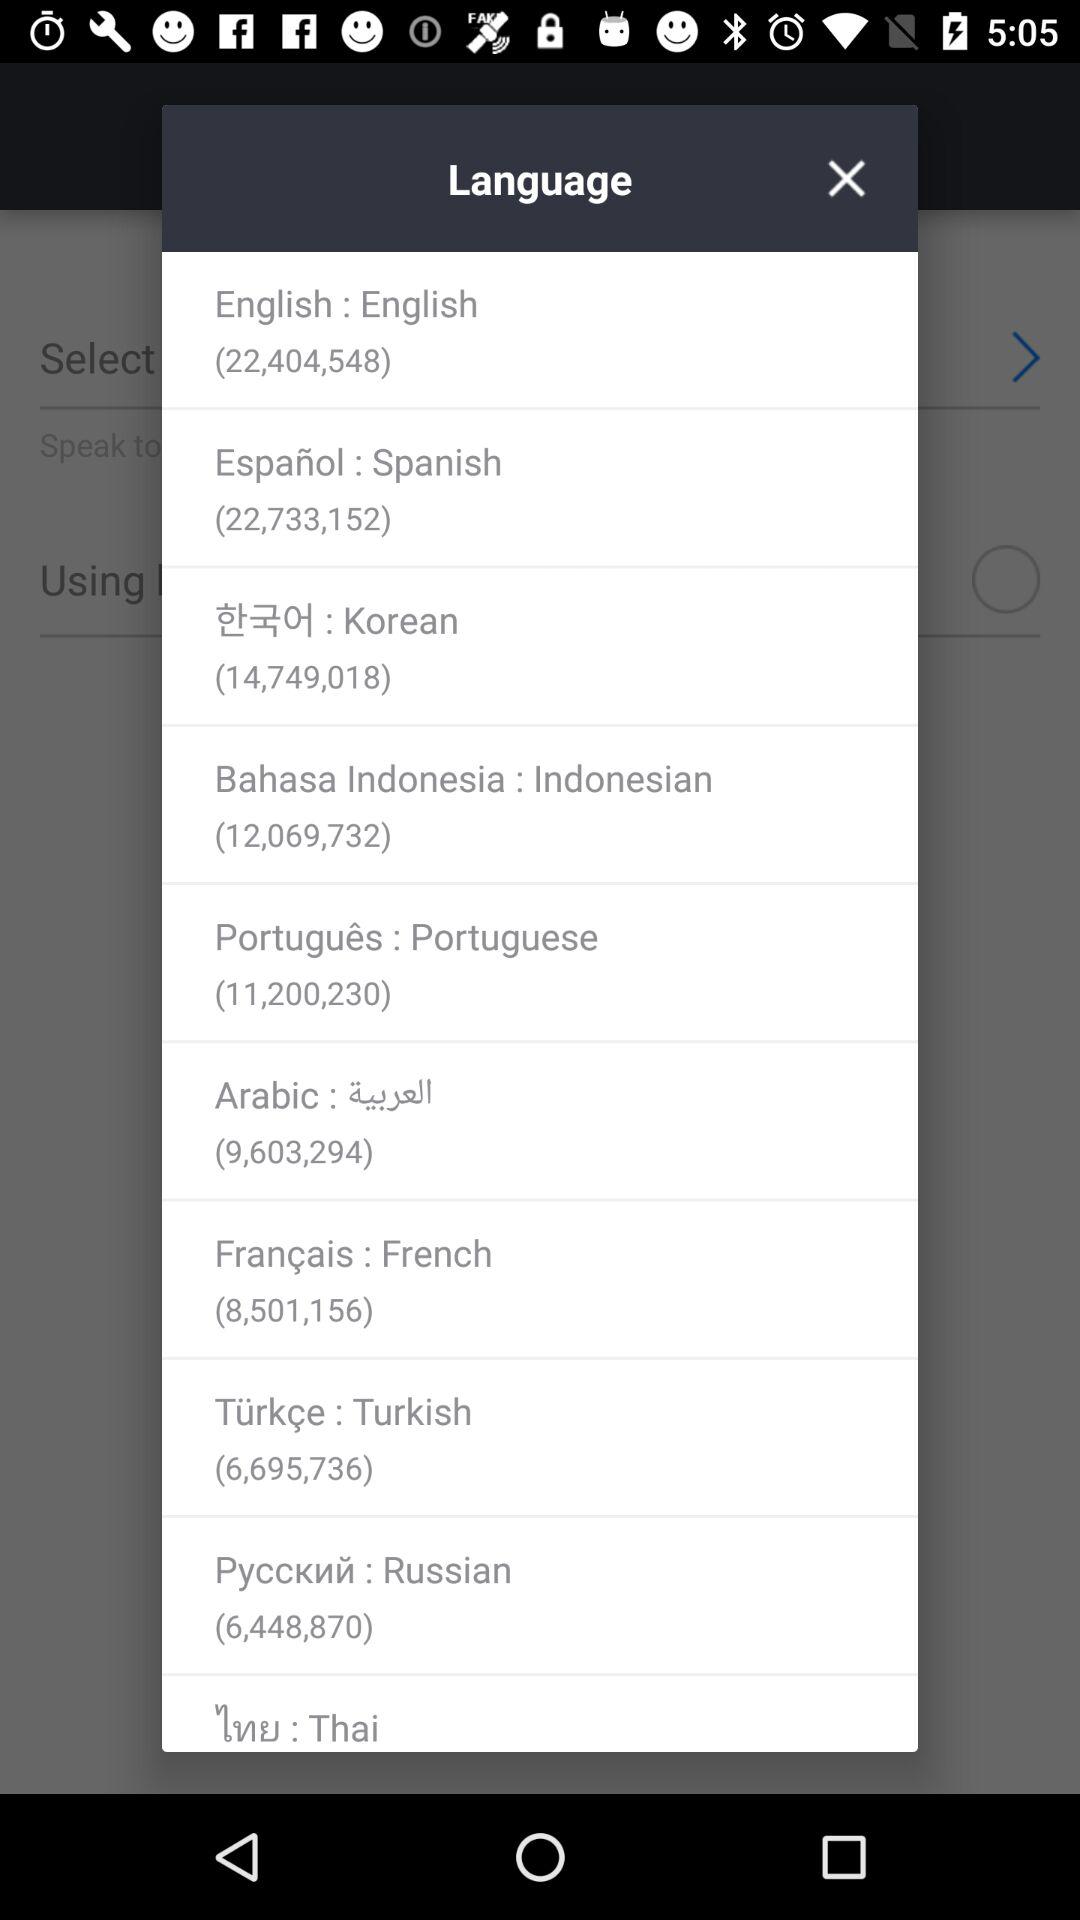 FAKE
5:05
Language
English : English
(22,404,548)
Select
Español : Spanish
Speak to
(22,733,152)
Using
한국어 : Korean
(14,749,018)
Bahasa Indonesia : Indonesian
(12,069,732)
Português : Portuguese
(11,200,230)
Arabic : العربية
(9,603,294)
Français : French
(8,501,156)
Türkçe : Turkish
(6,695,736)
Русский : Russian
(6,448,870)
ไทย : Thai